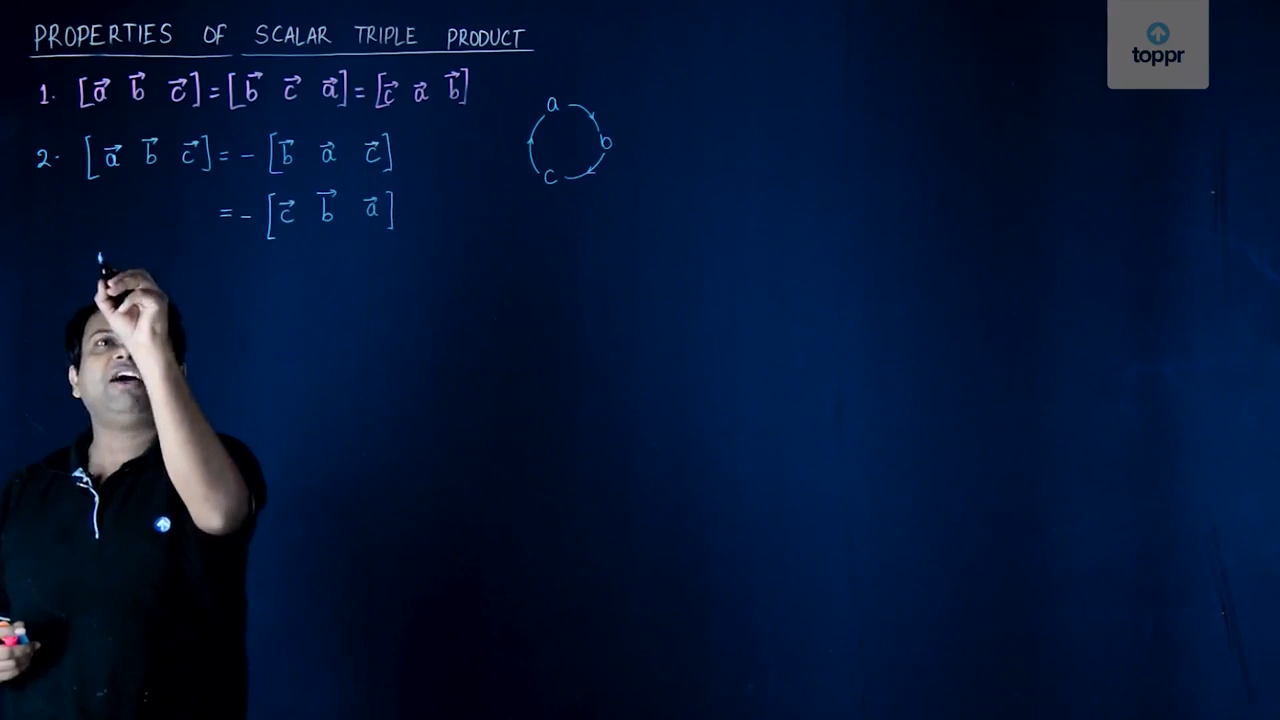 PROPERTIES OF SCALAR TRIPLE PRODUCT
toppr
1. [a⃗ b⃗ c⃗] = [b⃗ c⃗ a⃗] = [c⃗ a⃗ b⃗]
a b c
2. [a⃗ b⃗ c⃗] = - [b⃗ a⃗ c⃗]
= - [c⃗ b⃗ a⃗]